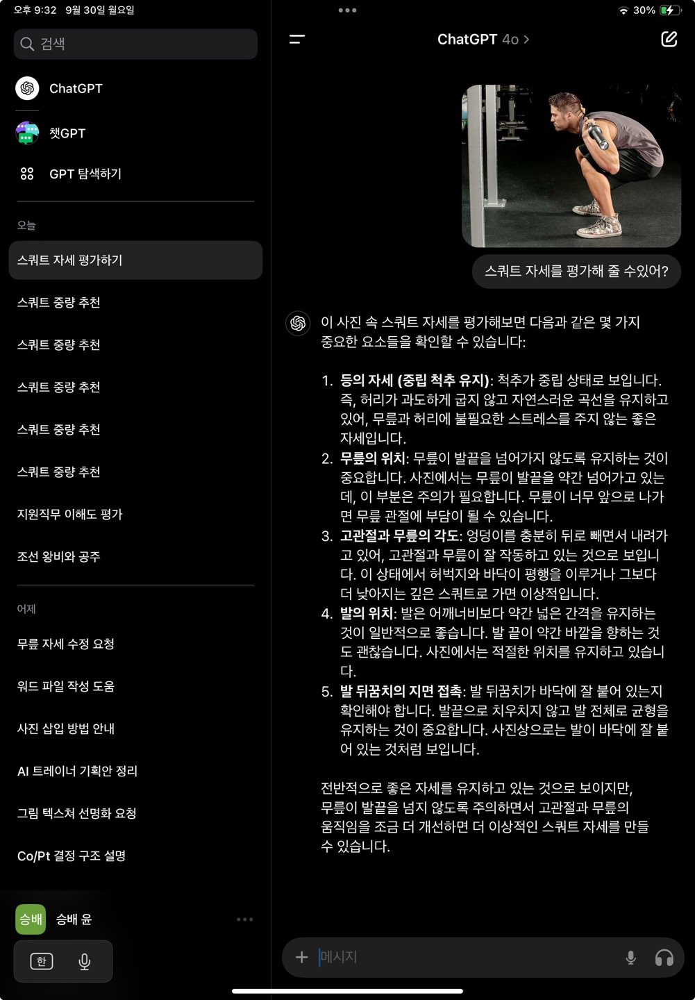 오후 9:32 9월 30일 월요일
30%
검색
ChatGPT
챗GPT
GPT 탐색하기
오늘
스쿼트 자세 평가하기
스쿼트 중량 추천
스쿼트 중량 추천
스쿼트 중량 추천
스쿼트 중량 추천
스쿼트 중량 추천
지원직무 이해도 평가
조선 왕비와 공주
어제
무릎 자세 수정 요청
워드 파일 작성 도움
사진 삽입 방법 안내
AI 트레이너 기획안 정리
그림 텍스쳐 선명화 요청
Co/Pt 결정 구조 설명
승배 승배 윤
한
ChatGPT 4o >
스쿼트 자세를 평가해 줄 수있어?
이 사진 속 스쿼트 자세를 평가해보면 다음과 같은 몇 가지
중요한 요소들을 확인할 수 있습니다:
1. 등의 자세 (중립 척추 유지): 척추가 중립 상태로 보입니다.
즉, 허리가 과도하게 굽지 않고 자연스러운 곡선을 유지하고
있어, 무릎과 허리에 불필요한 스트레스를 주지 않는 좋은
자세입니다.
2. 무릎의 위치: 무릎이 발끝을 넘어가지 않도록 유지하는 것이
중요합니다. 사진에서는 무릎이 발끝을 약간 넘어가고 있는
데, 이 부분은 주의가 필요합니다. 무릎이 너무 앞으로 나가
면 무릎 관절에 부담이 될 수 있습니다.
3. 고관절과 무릎의 각도: 엉덩이를 충분히 뒤로 빼면서 내려가
고 있어, 고관절과 무릎이 잘 작동하고 있는 것으로 보입니
다. 이 상태에서 허벅지와 바닥이 평행을 이루거나 그보다
더 낮아지는 깊은 스쿼트로 가면 이상적입니다.
4. 발의 위치: 발은 어깨너비보다 약간 넓은 간격을 유지하는
것이 일반적으로 좋습니다. 발 끝이 약간 바깥을 향하는 것
도 괜찮습니다. 사진에서는 적절한 위치를 유지하고 있습니
다.
5. 발 뒤꿈치의 지면 접촉: 발 뒤꿈치가 바닥에 잘 붙어 있는지
확인해야 합니다. 발끝으로 치우치지 않고 발 전체로 균형을
유지하는 것이 중요합니다. 사진상으로는 발이 바닥에 잘 붙
어 있는 것처럼 보입니다.
전반적으로 좋은 자세를 유지하고 있는 것으로 보이지만,
무릎이 발끝을 넘지 않도록 주의하면서 고관절과 무릎의
움직임을 조금 더 개선하면 더 이상적인 스쿼트 자세를 만들
수 있습니다.
메시지